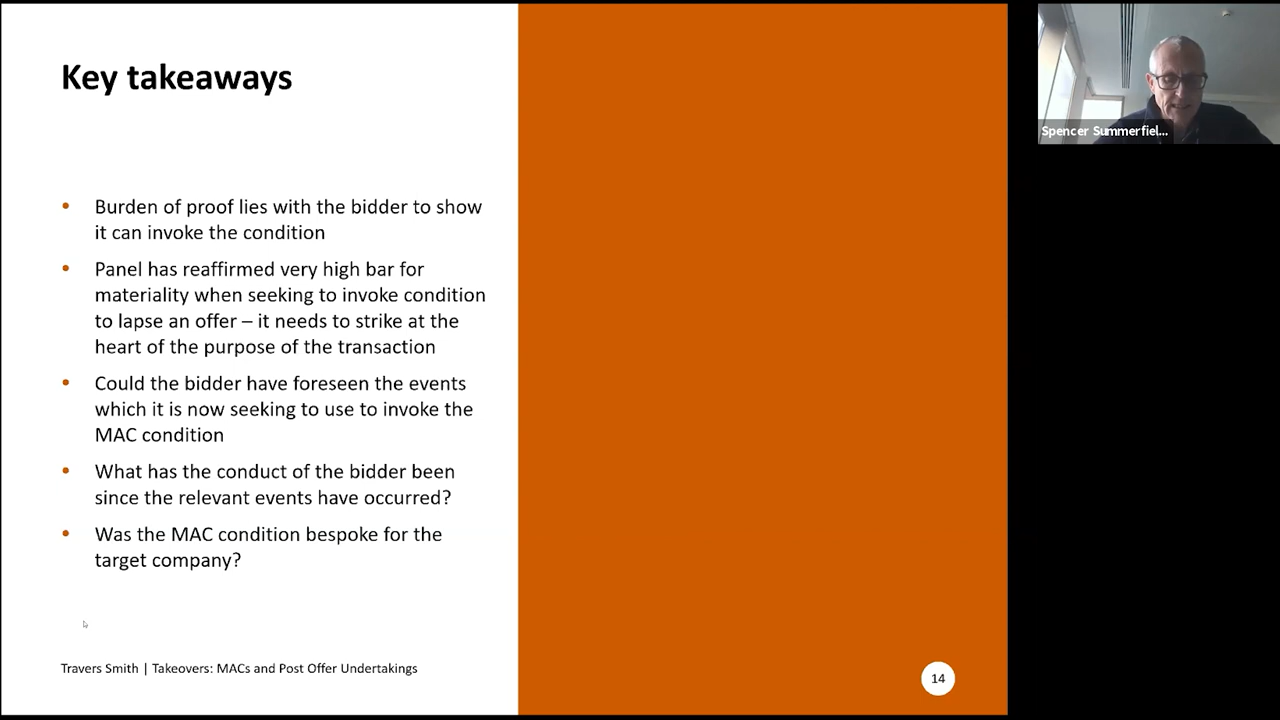 Key takeaways
• Burden of proof lies with the bidder to show
it can invoke the condition
• Panel has reaffirmed very high bar for
materiality when seeking to invoke condition
to lapse an offer – it needs to strike at the
heart of the purpose of the transaction
• Could the bidder have foreseen the events
which it is now seeking to use to invoke the
MAC condition
• What has the conduct of the bidder been
since the relevant events have occurred?
• Was the MAC condition bespoke for the
target company?
Travers Smith | Takeovers: MACs and Post Offer Undertakings
14
Spencer Summerfiel...